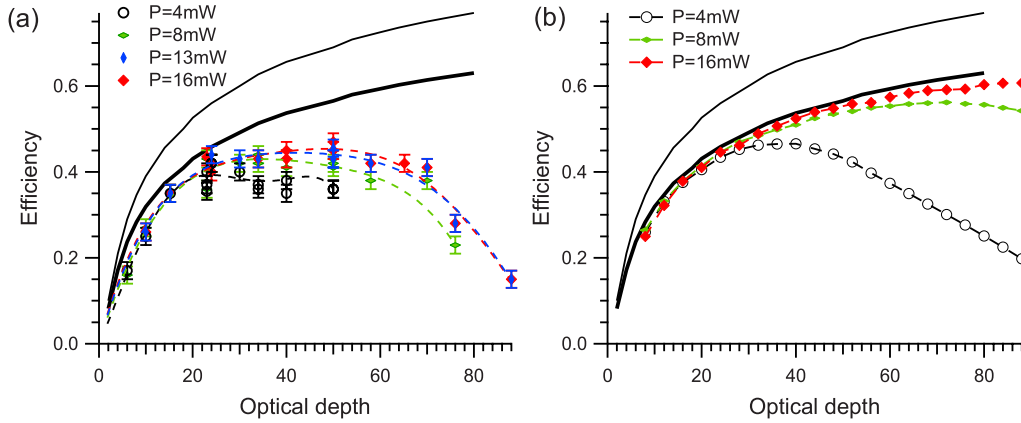 (a)
P=4mW
P=8mW
P=13mW
P=16mW
Efficiency
0.6
0.4
0.2
0.0
0
20
40
60
80
Optical depth
(b)
P=4mW
P=8mW
P=16mW
Efficiency
0.6
0.4
0.2
0.0
0
20
40
60
80
Optical depth